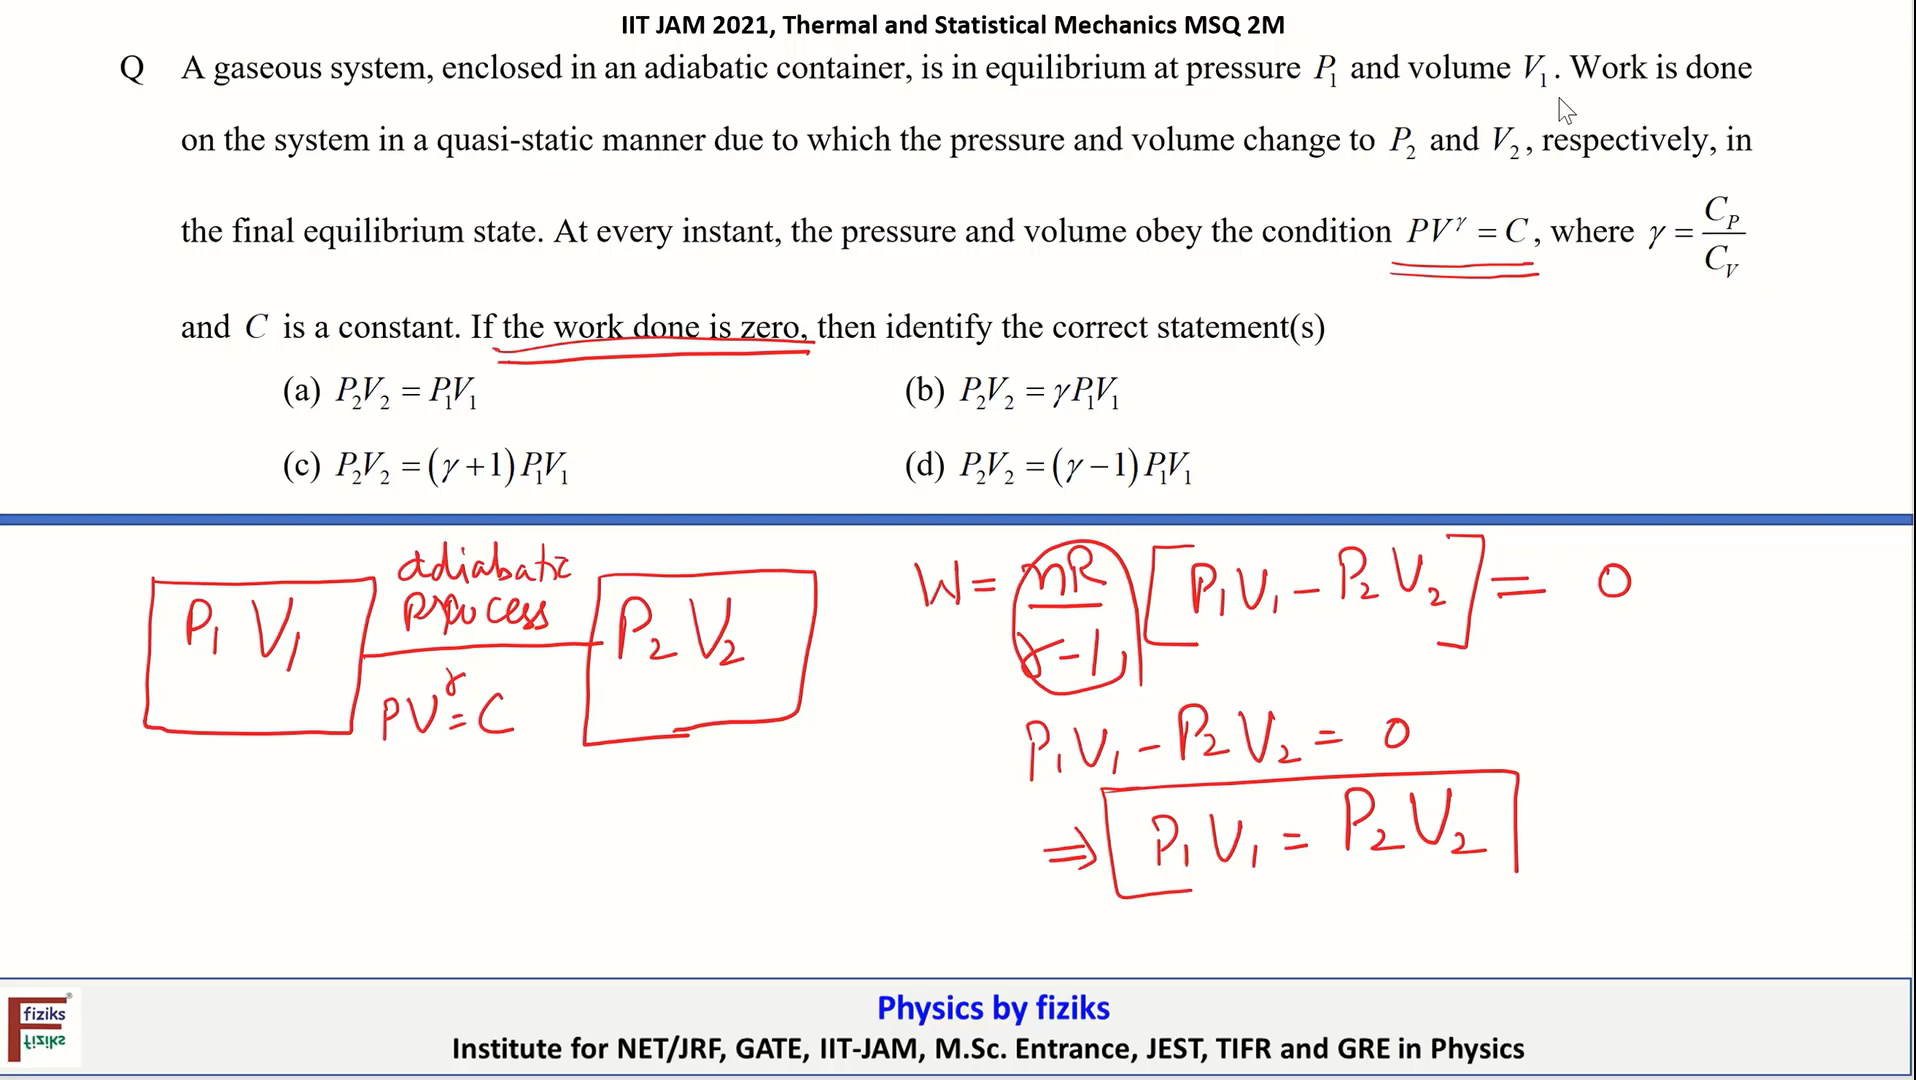 IIT JAM 2021, Thermal and Statistical Mechanics MSQ 2M
Q A gaseous system, enclosed in an adiabatic container, is in equilibrium at pressure P₁ and volume V₁. Work is done
on the system in a quasi-static manner due to which the pressure and volume change to P₂ and V₂, respectively, in
the final equilibrium state. At every instant, the pressure and volume obey the condition PV^γ = C, where γ = C_P/C_V
and C is a constant. If the work done is zero, then identify the correct statement(s)
(a) P₂V₂ = P₁V₁ (b) P₂V₂ = γP₁V₁
(c) P₂V₂ = (γ+1)P₁V₁ (d) P₂V₂ = (γ−1)P₁V₁
adiabatic
process
P₁ V₁
P₂ V₂
PV^γ = C
W = nR/(γ−1) [P₁V₁ − P₂V₂] = 0
P₁V₁ − P₂V₂ = 0
⇒ P₁V₁ = P₂V₂
fiziks®
fiziks
Physics by fiziks
Institute for NET/JRF, GATE, IIT-JAM, M.Sc. Entrance, JEST, TIFR and GRE in Physics